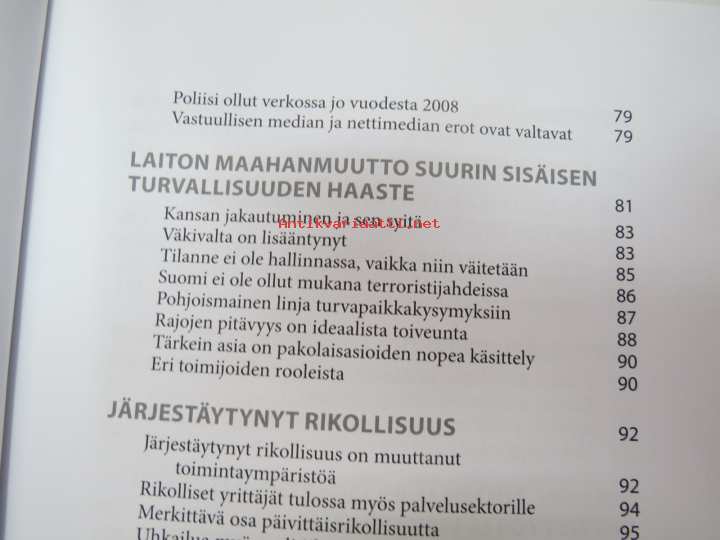 Poliisi ollut verkossa jo vuodesta 2008 79
Vastuullisen median ja nettimedian erot ovat valtavat 79
LAITON MAAHANMUUTTO SUURIN SISÄISEN
TURVALLISUUDEN HAASTE 81
Kansan jakautuminen ja sen syitä 83
Antikvariaatti.net
Väkivalta on lisääntynyt 83
Tilanne ei ole hallinnassa, vaikka niin väitetään 85
Suomi ei ole ollut mukana terroristijahdeissa 86
Pohjoismainen linja turvapaikkakysymyksiin 87
Rajojen pitävyys on ideaalista toiveunta 88
Tärkein asia on pakolaisasioiden nopea käsittely 90
Eri toimijoiden rooleista 90
JÄRJESTÄYTYNYT RIKOLLISUUS 92
Järjestäytynyt rikollisuus on muuttanut
toimintaympäristöä 92
Rikolliset yrittäjät tulossa myös palvelusektorille 94
Merkittävä osa päivittäisrikollisuutta 95